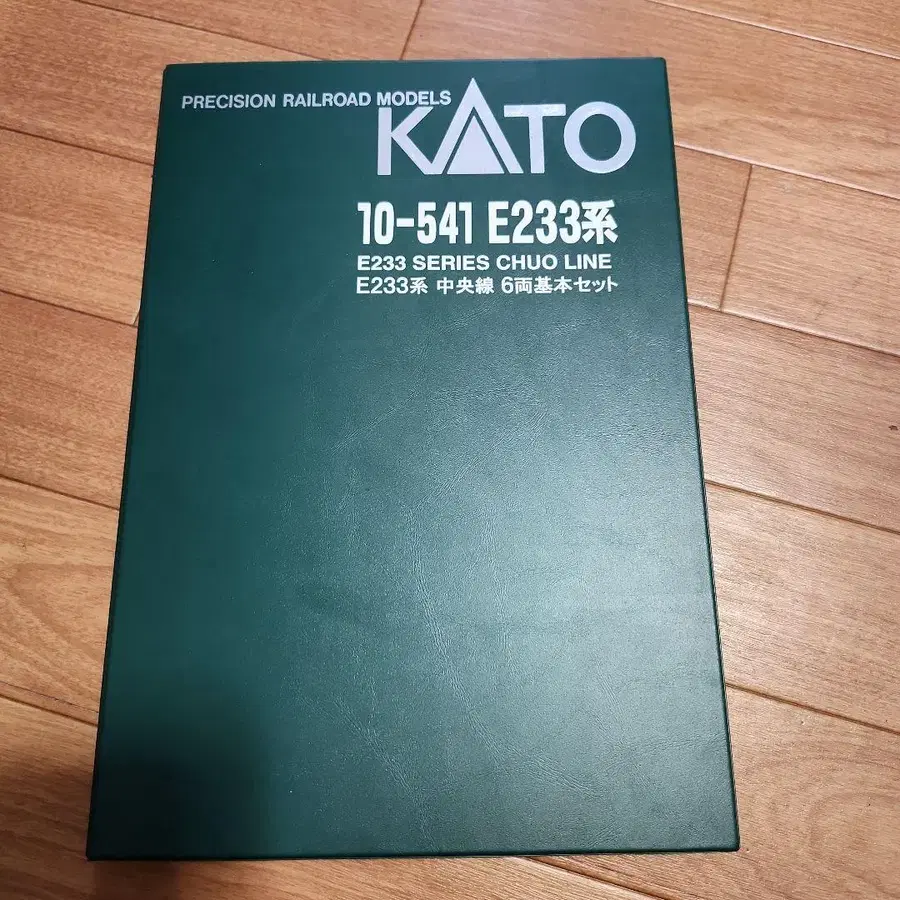 PRECISION RAILROAD MODELS
KATO
10-541 E233系
E233 SERIES CHUO LINE
E233系 中央線 6両基本セット